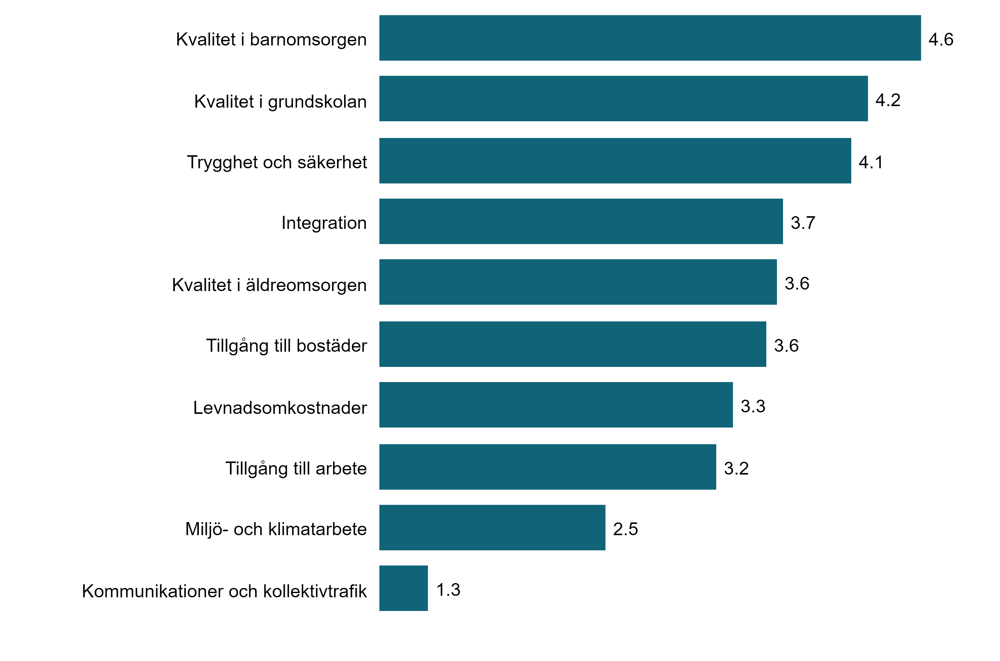 Kvalitet i barnomsorgen 4.6
Kvalitet i grundskolan 4.2
Trygghet och säkerhet 4.1
Integration 3.7
Kvalitet i äldreomsorgen 3.6
Tillgång till bostäder 3.6
Levnadsomkostnader 3.3
Tillgång till arbete 3.2
Miljö- och klimatarbete 2.5
Kommunikationer och kollektivtrafik 1.3